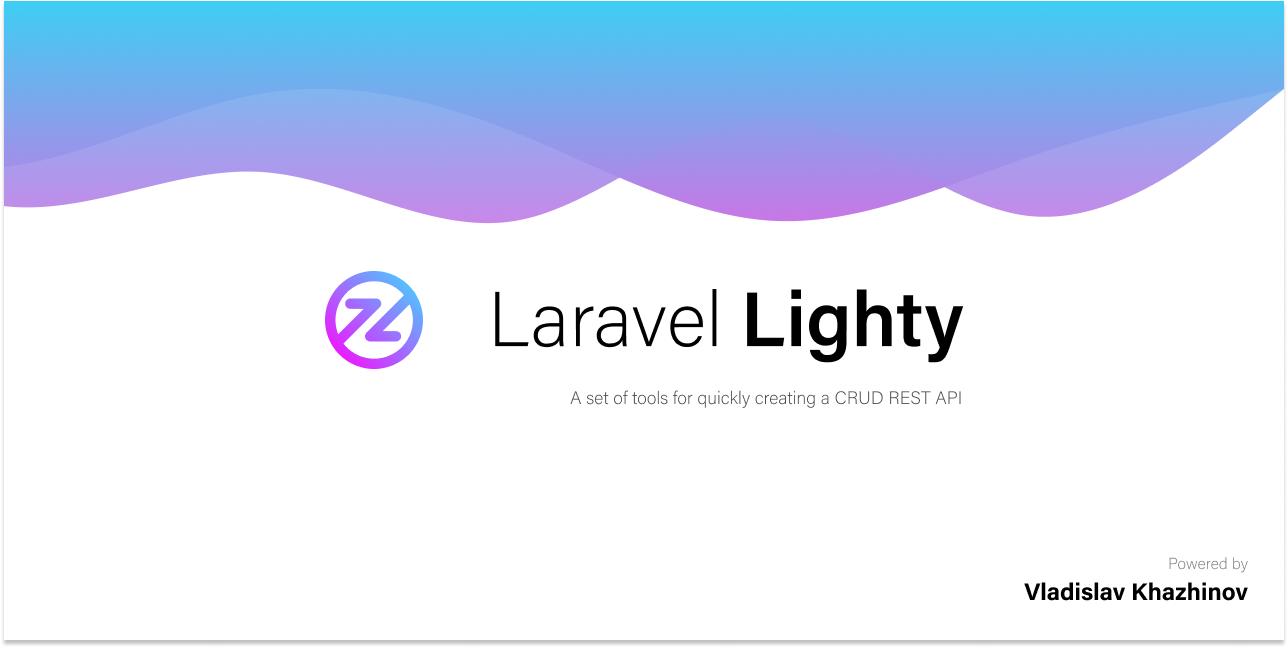 Laravel Lighty
A set of tools for quickly creating a CRUD REST API
Powered by
Vladislav Khazhinov